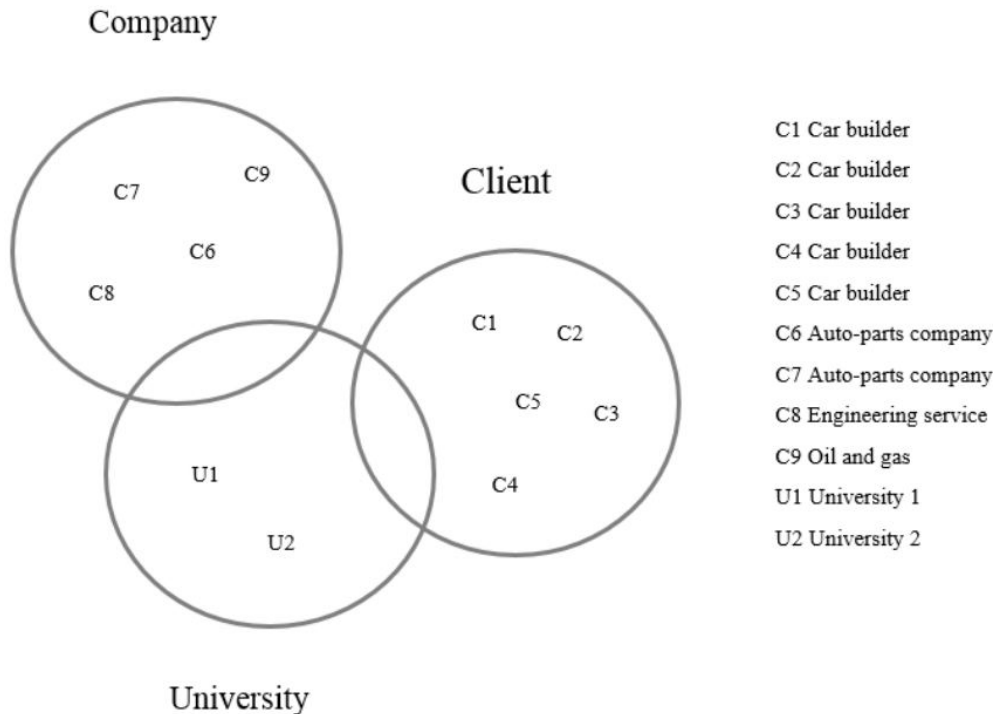 Company
C7
C9
C6
C8
Client
C1
C2
C5
C3
C4
U1
U2
University
C1 Car builder
C2 Car builder
C3 Car builder
C4 Car builder
C5 Car builder
C6 Auto-parts company
C7 Auto-parts company
C8 Engineering service
C9 Oil and gas
U1 University 1
U2 University 2